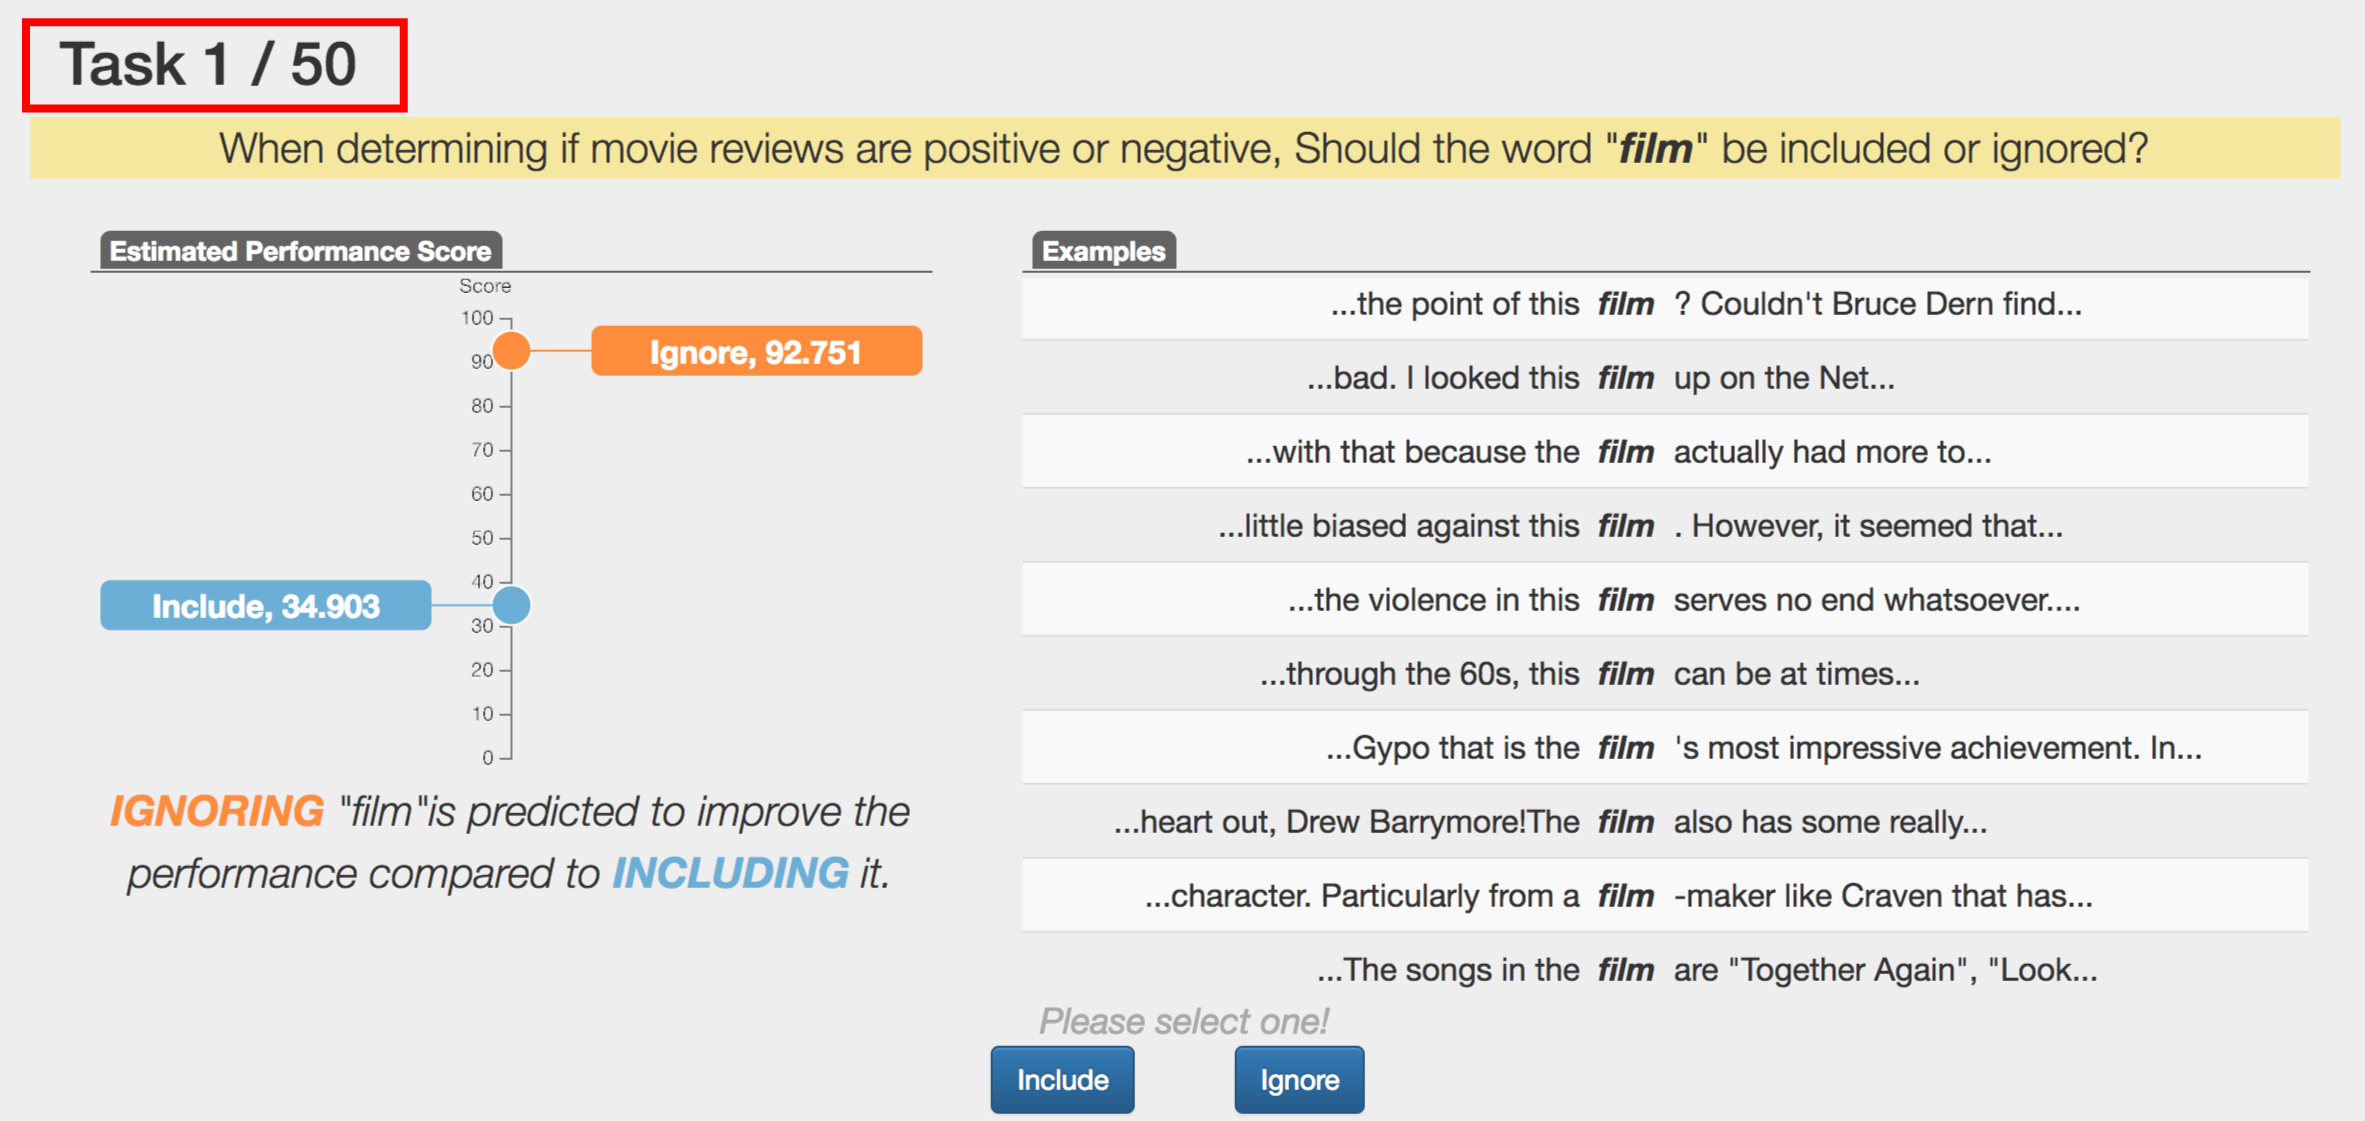 Task 1 / 50
When determining if movie reviews are positive or negative, Should the word "film" be included or ignored?
Estimated Performance Score
Score
100
90
80
70
60
50
40
30
20
10
0
Ignore, 92.751
Include, 34.903
IGNORING "film"is predicted to improve the
performance compared to INCLUDING it.
Examples
...the point of this film ? Couldn't Bruce Dern find...
...bad. I looked this film up on the Net...
...with that because the film actually had more to...
...little biased against this film . However, it seemed that...
...the violence in this film serves no end whatsoever....
...through the 60s, this film can be at times...
...Gypo that is the film 's most impressive achievement. In...
...heart out, Drew Barrymore!The film also has some really...
...character. Particularly from a film -maker like Craven that has...
...The songs in the film are "Together Again", "Look...
Please select one!
Include
Ignore